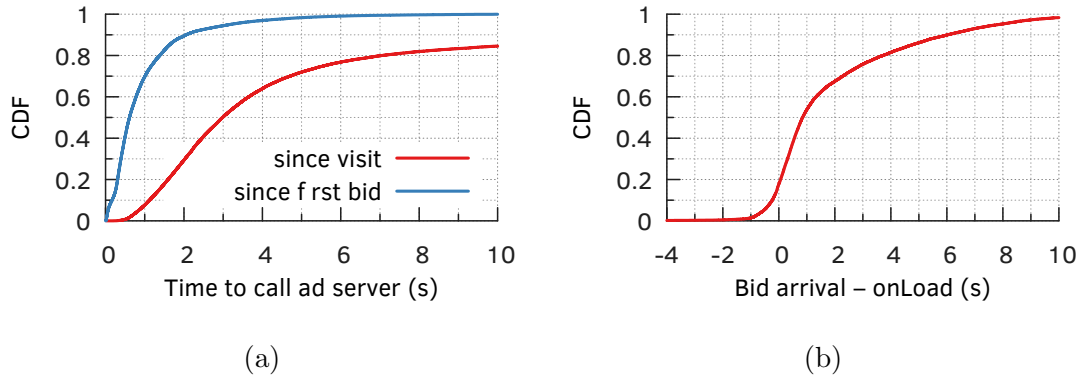 1
0.8
0.6
0.4
0.2
0
CDF
since visit
since f rst bid
0 2 4 6 8 10
Time to call ad server (s)
(a)
1
0.8
0.6
0.4
0.2
0
CDF
-4 -2 0 2 4 6 8 10
Bid arrival – onLoad (s)
(b)